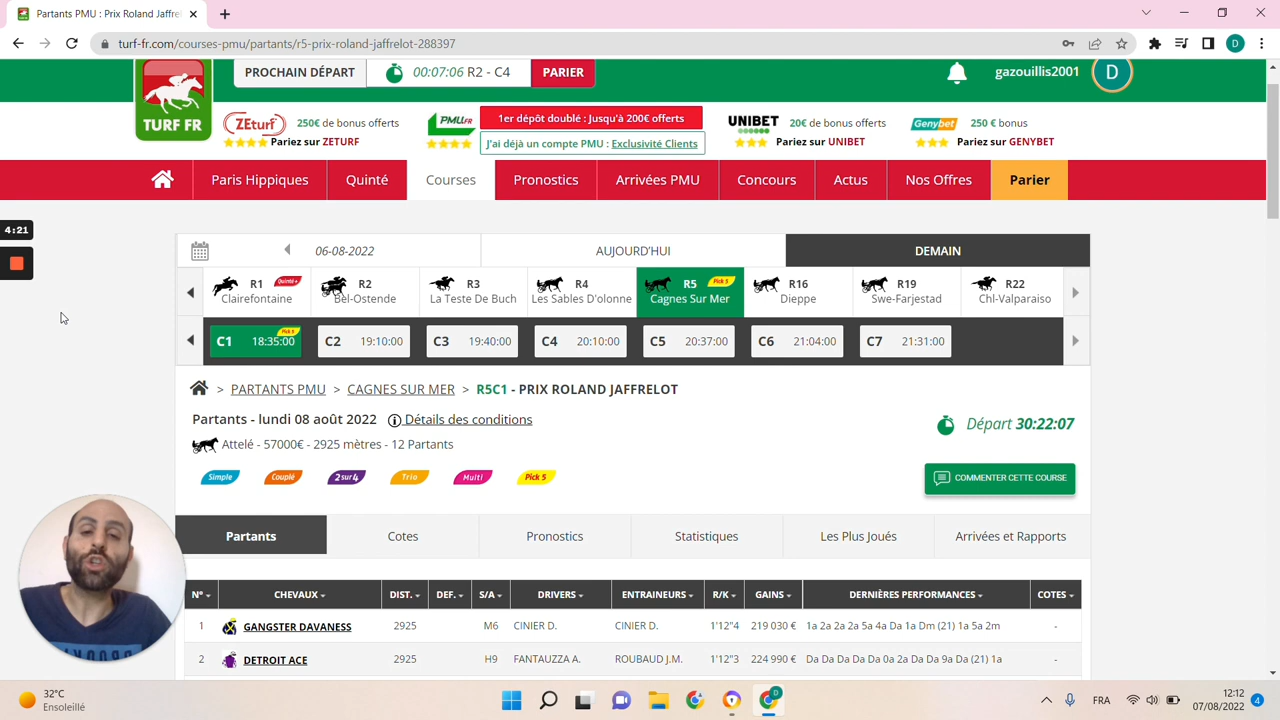 Partants PMU : Prix Roland Jaffre
turf-fr.com/courses-pmu/partants/r5-prix-roland-jaffrelot-288397
D
PROCHAIN DÉPART 00:07:06 R2 - C4 PARIER
gazouillis2001 D
TURF FR
ZEturf 250€ de bonus offerts
Pariez sur ZETURF
PMU.FR 1er dépôt doublé : Jusqu'à 200€ offerts
J'ai déjà un compte PMU : Exclusivité Clients
UNIBET 20€ de bonus offerts
Pariez sur UNIBET
Genybet 250 € bonus
Pariez sur GENYBET
Paris Hippiques Quinté Courses Pronostics Arrivées PMU Concours Actus Nos Offres Parier
4:21
06-08-2022 AUJOURD'HUI DEMAIN
R1 Quinté+ R2 R3 R4 R5 Pick 5 R16 R19 R22
Clairefontaine Bel-Ostende La Teste De Buch Les Sables D'olonne Cagnes Sur Mer Dieppe Swe-Farjestad Chl-Valparaiso
C1 18:35:00 Pick 5 C2 19:10:00 C3 19:40:00 C4 20:10:00 C5 20:37:00 C6 21:04:00 C7 21:31:00
> PARTANTS PMU > CAGNES SUR MER > R5C1 - PRIX ROLAND JAFFRELOT
Partants - lundi 08 août 2022 Détails des conditions
Départ 30:22:07
Attelé - 57000€ - 2925 mètres - 12 Partants
Simple Couplé 2 sur 4 Trio Multi Pick 5
COMMENTER CETTE COURSE
Partants Cotes Pronostics Statistiques Les Plus Joués Arrivées et Rapports
N° CHEVAUX DIST. DEF. S/A DRIVERS ENTRAINEURS R/K GAINS DERNIÈRES PERFORMANCES COTES
1 GANGSTER DAVANESS 2925 M6 CINIER D. CINIER D. 1'12"4 219 030 € 1a 2a 2a 2a 5a 4a Da 1a Dm (21) 1a 5a 2m -
2 DETROIT ACE 2925 H9 FANTAUZZA A. ROUBAUD J.M. 1'12"3 224 990 € Da Da Da Da Da 0a 2a Da Da 9a Da (21) 1a -
32°C
Ensoleillé
FRA
12:12
07/08/2022
4